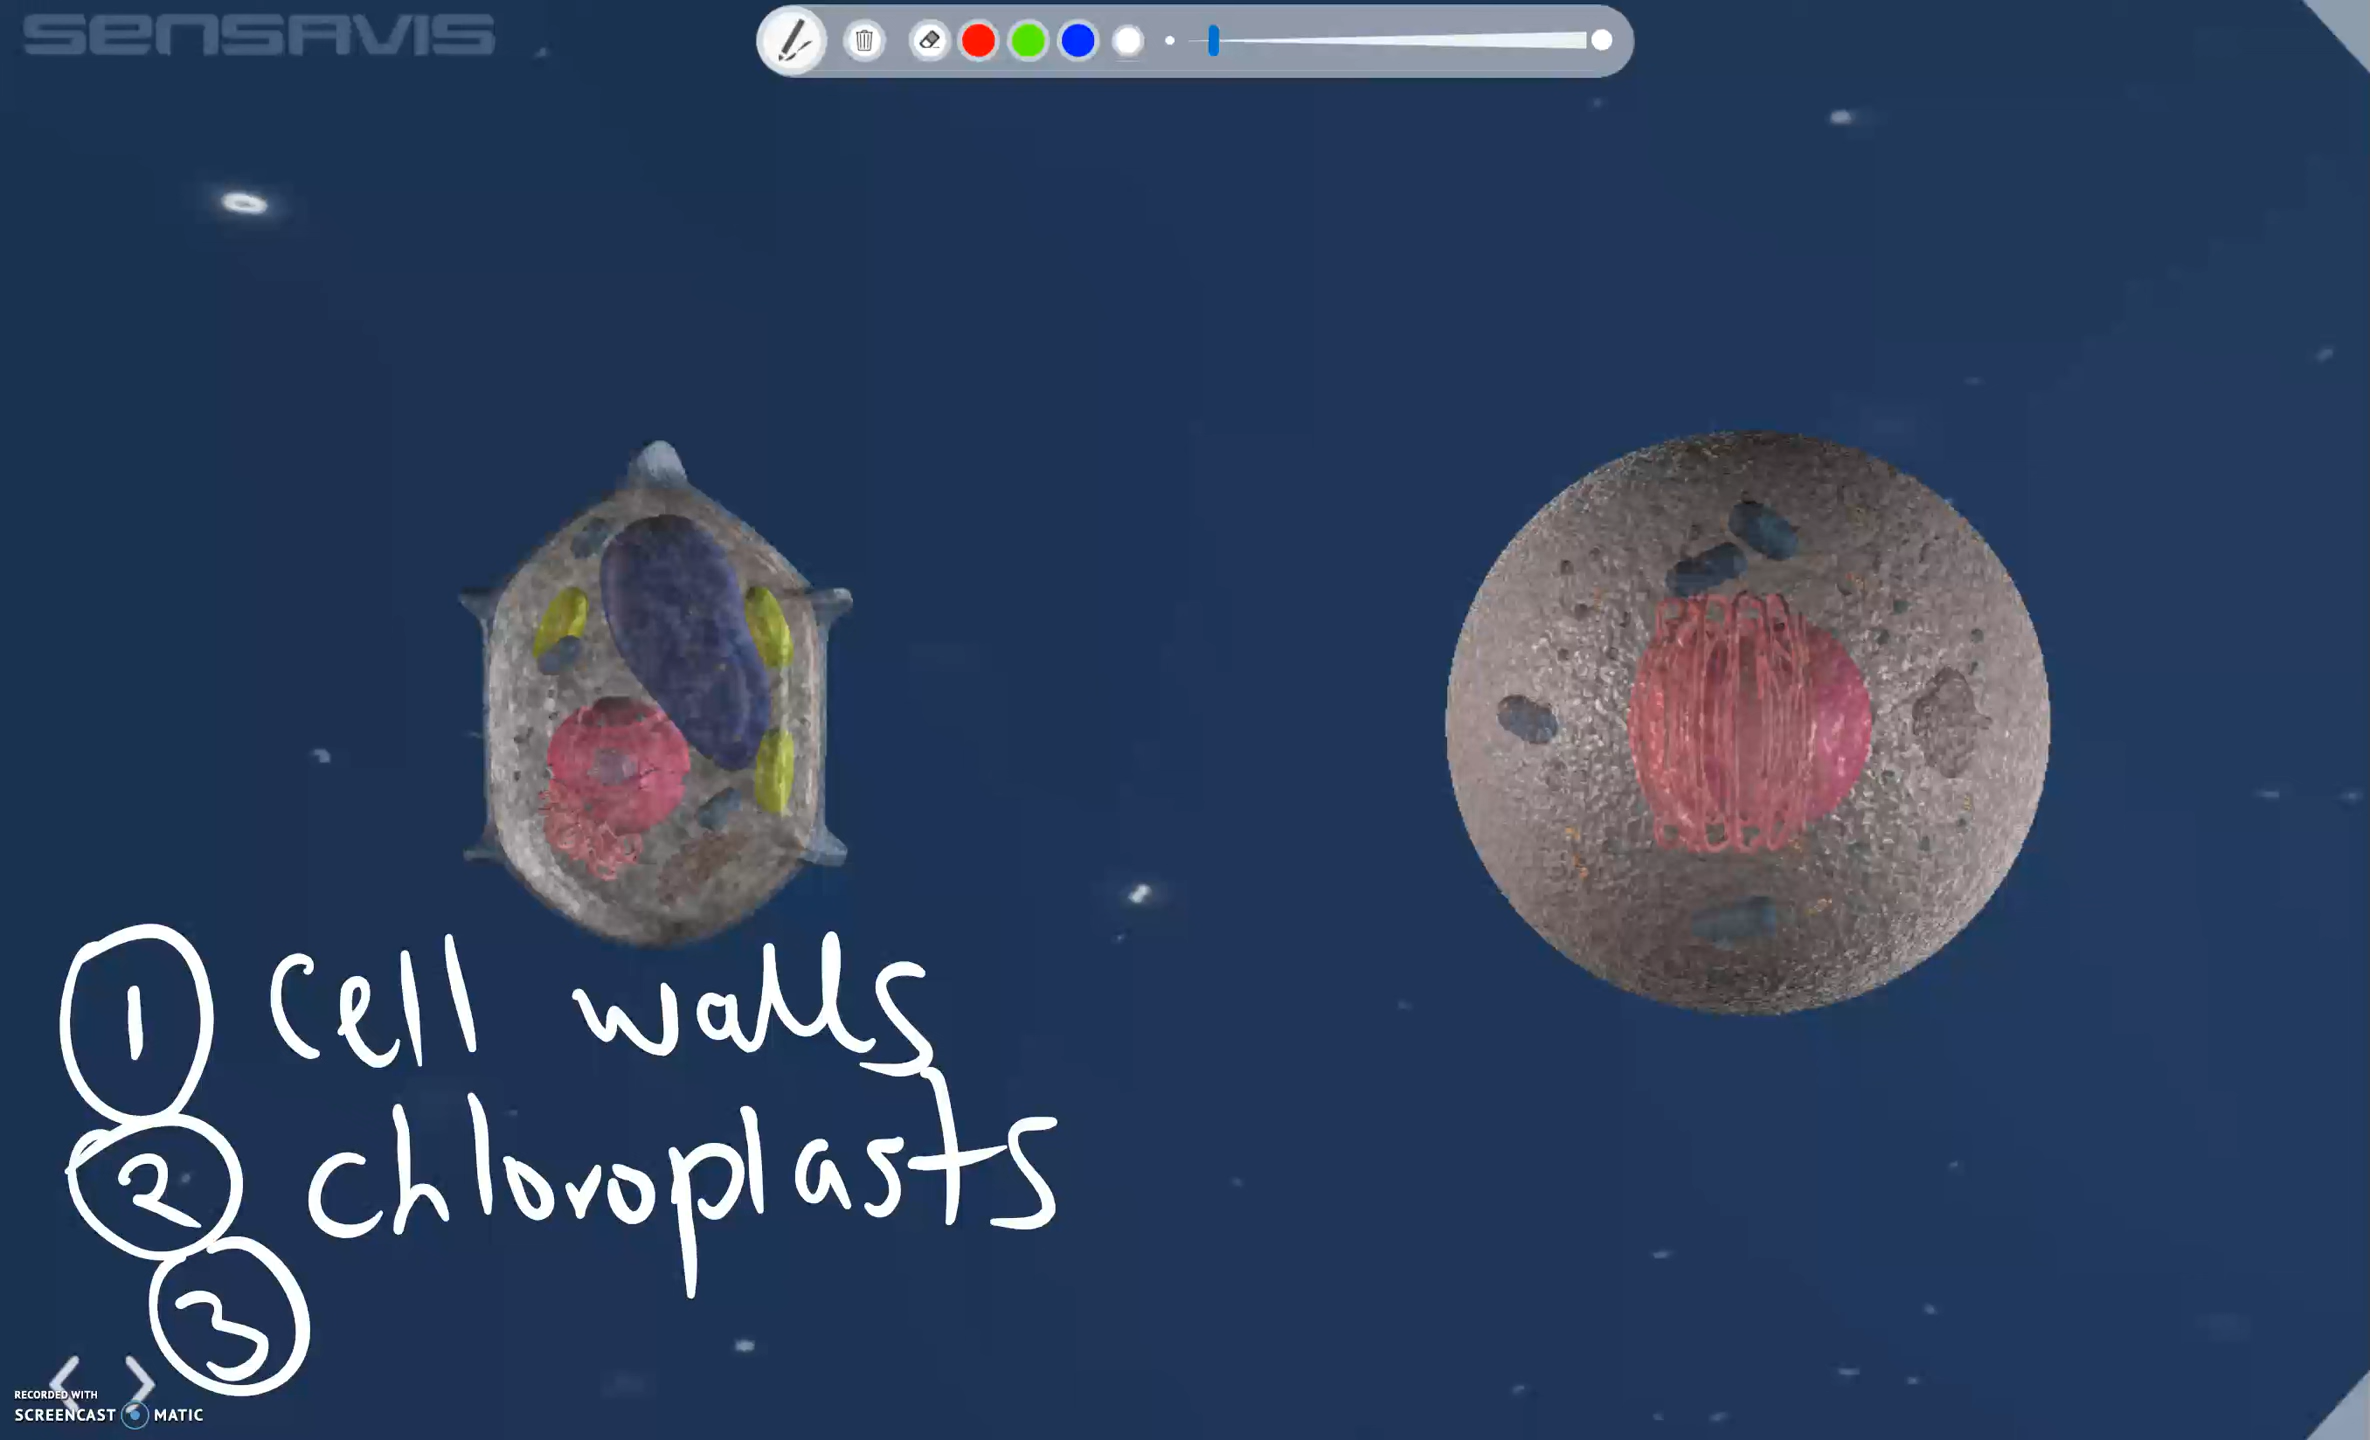 SENSAVIS
1 Cell walls
2 chloroplasts
3
RECORDED WITH
SCREENCAST MATIC